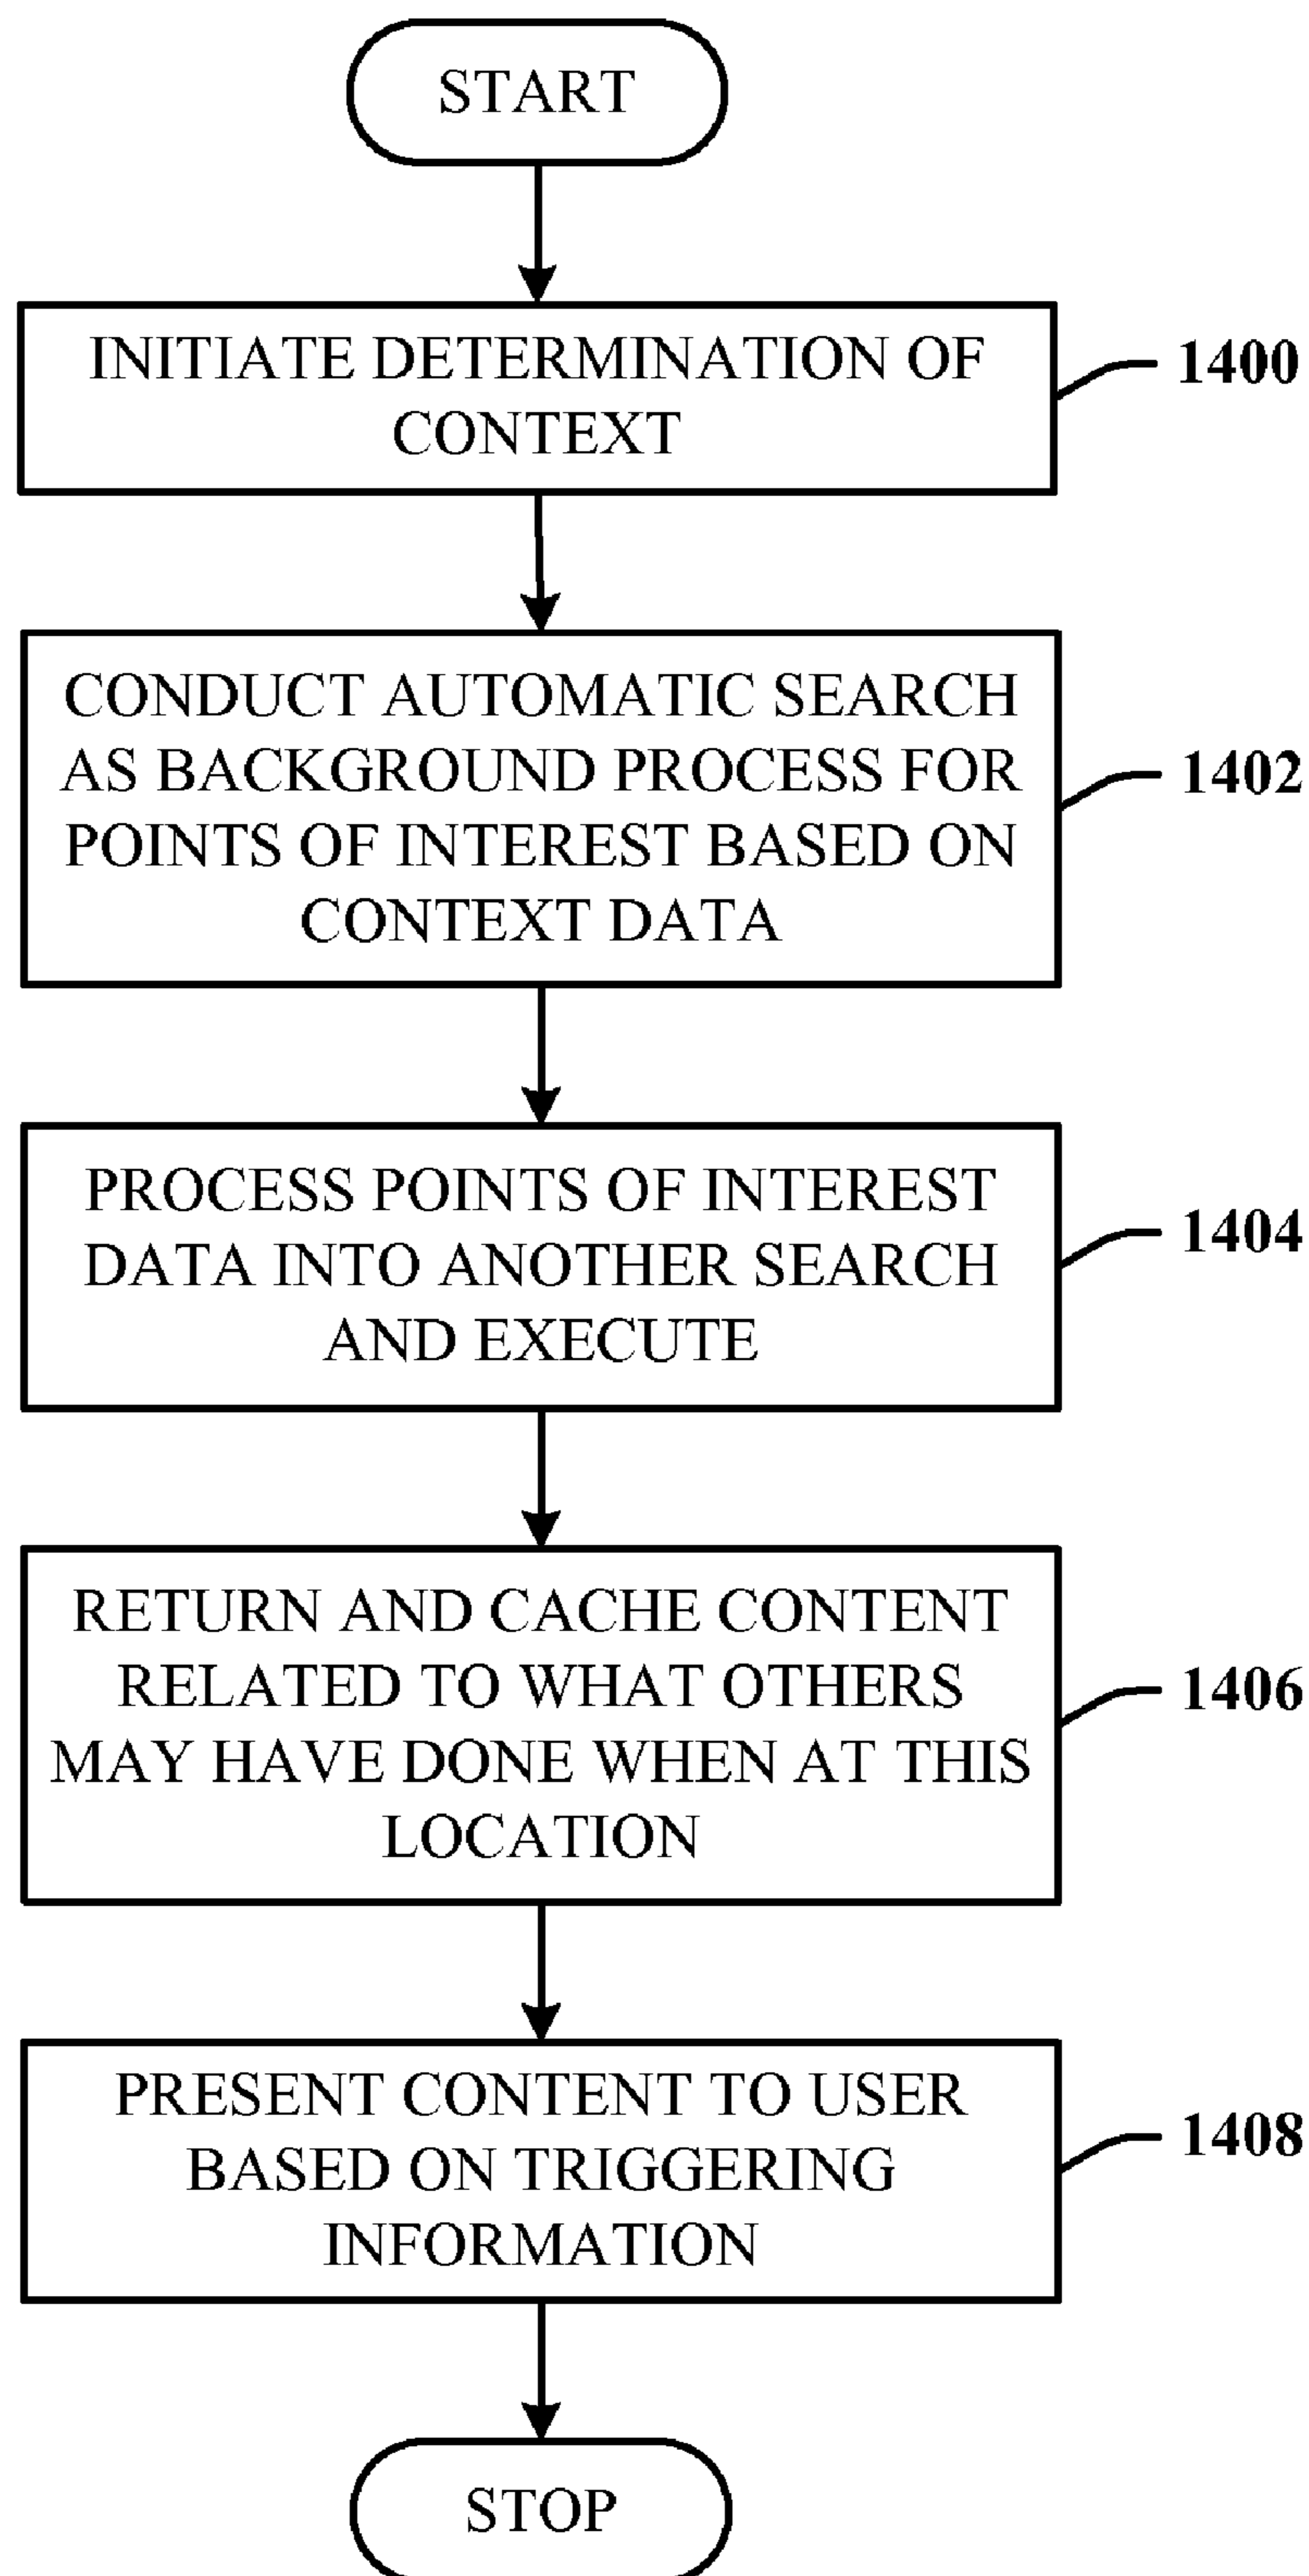 START
INITIATE DETERMINATION OF
CONTEXT
1400
CONDUCT AUTOMATIC SEARCH
AS BACKGROUND PROCESS FOR
POINTS OF INTEREST BASED ON
CONTEXT DATA
1402
PROCESS POINTS OF INTEREST
DATA INTO ANOTHER SEARCH
AND EXECUTE
1404
RETURN AND CACHE CONTENT
RELATED TO WHAT OTHERS
MAY HAVE DONE WHEN AT THIS
LOCATION
1406
PRESENT CONTENT TO USER
BASED ON TRIGGERING
INFORMATION
1408
STOP